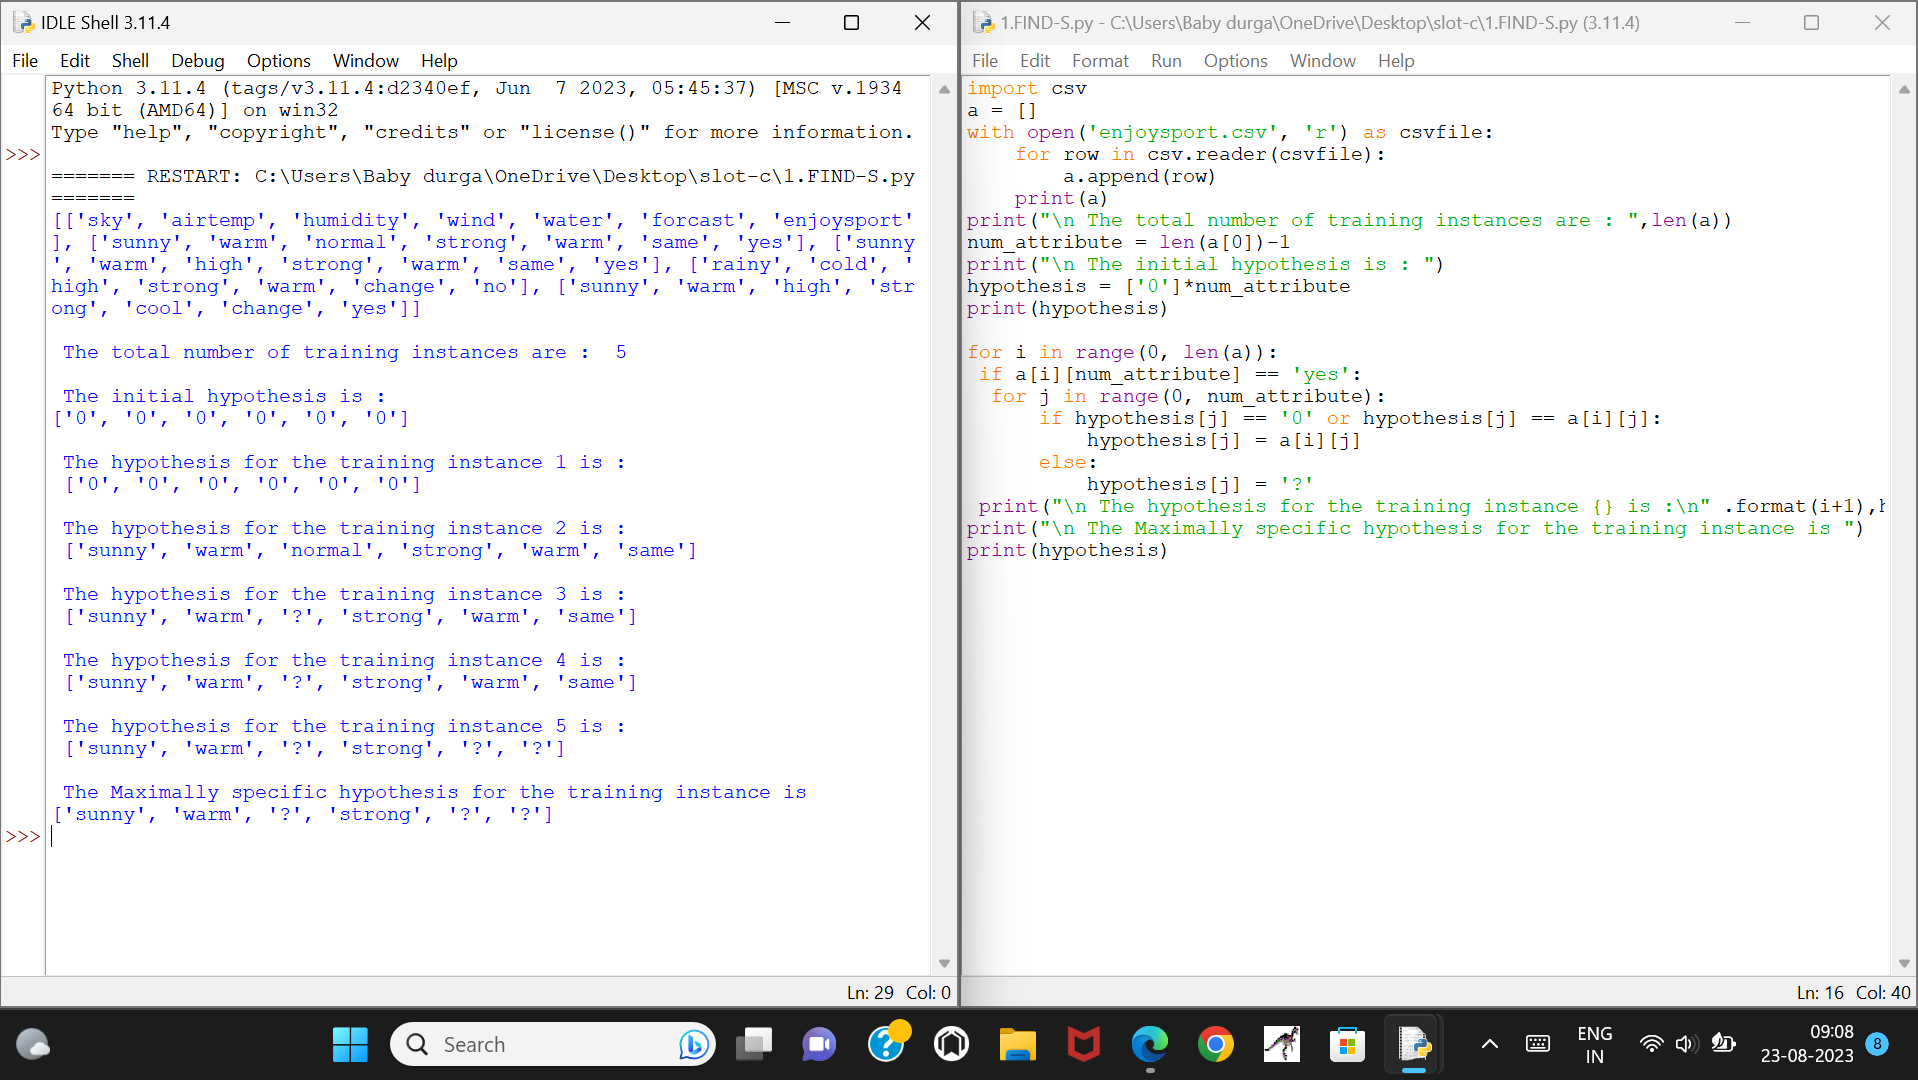 IDLE Shell 3.11.4
File Edit Shell Debug Options Window Help
Python 3.11.4 (tags/v3.11.4:d2340ef, Jun  7 2023, 05:45:37) [MSC v.1934
64 bit (AMD64)] on win32
Type "help", "copyright", "credits" or "license()" for more information.
>>>
======= RESTART: C:\Users\Baby durga\OneDrive\Desktop\slot-c\1.FIND-S.py
=======
[['sky', 'airtemp', 'humidity', 'wind', 'water', 'forcast', 'enjoysport'
], ['sunny', 'warm', 'normal', 'strong', 'warm', 'same', 'yes'], ['sunny
', 'warm', 'high', 'strong', 'warm', 'same', 'yes'], ['rainy', 'cold', '
high', 'strong', 'warm', 'change', 'no'], ['sunny', 'warm', 'high', 'str
ong', 'cool', 'change', 'yes']]
The total number of training instances are :  5
The initial hypothesis is :
['0', '0', '0', '0', '0', '0']
The hypothesis for the training instance 1 is :
['0', '0', '0', '0', '0', '0']
The hypothesis for the training instance 2 is :
['sunny', 'warm', 'normal', 'strong', 'warm', 'same']
The hypothesis for the training instance 3 is :
['sunny', 'warm', '?', 'strong', 'warm', 'same']
The hypothesis for the training instance 4 is :
['sunny', 'warm', '?', 'strong', 'warm', 'same']
The hypothesis for the training instance 5 is :
['sunny', 'warm', '?', 'strong', '?', '?']
The Maximally specific hypothesis for the training instance is
['sunny', 'warm', '?', 'strong', '?', '?']
>>>
Ln: 29 Col: 0
1.FIND-S.py - C:\Users\Baby durga\OneDrive\Desktop\slot-c\1.FIND-S.py (3.11.4)
File Edit Format Run Options Window Help
import csv
a = []
with open('enjoysport.csv', 'r') as csvfile:
    for row in csv.reader(csvfile):
        a.append(row)
    print(a)
print("\n The total number of training instances are : ",len(a))
num_attribute = len(a[0])-1
print("\n The initial hypothesis is : ")
hypothesis = ['0']*num_attribute
print(hypothesis)
for i in range(0, len(a)):
 if a[i][num_attribute] == 'yes':
  for j in range(0, num_attribute):
      if hypothesis[j] == '0' or hypothesis[j] == a[i][j]:
          hypothesis[j] = a[i][j]
      else:
          hypothesis[j] = '?'
 print("\n The hypothesis for the training instance {} is :\n" .format(i+1),h
print("\n The Maximally specific hypothesis for the training instance is ")
print(hypothesis)
Ln: 16 Col: 40
Search
ENG
IN
09:08
23-08-2023
8